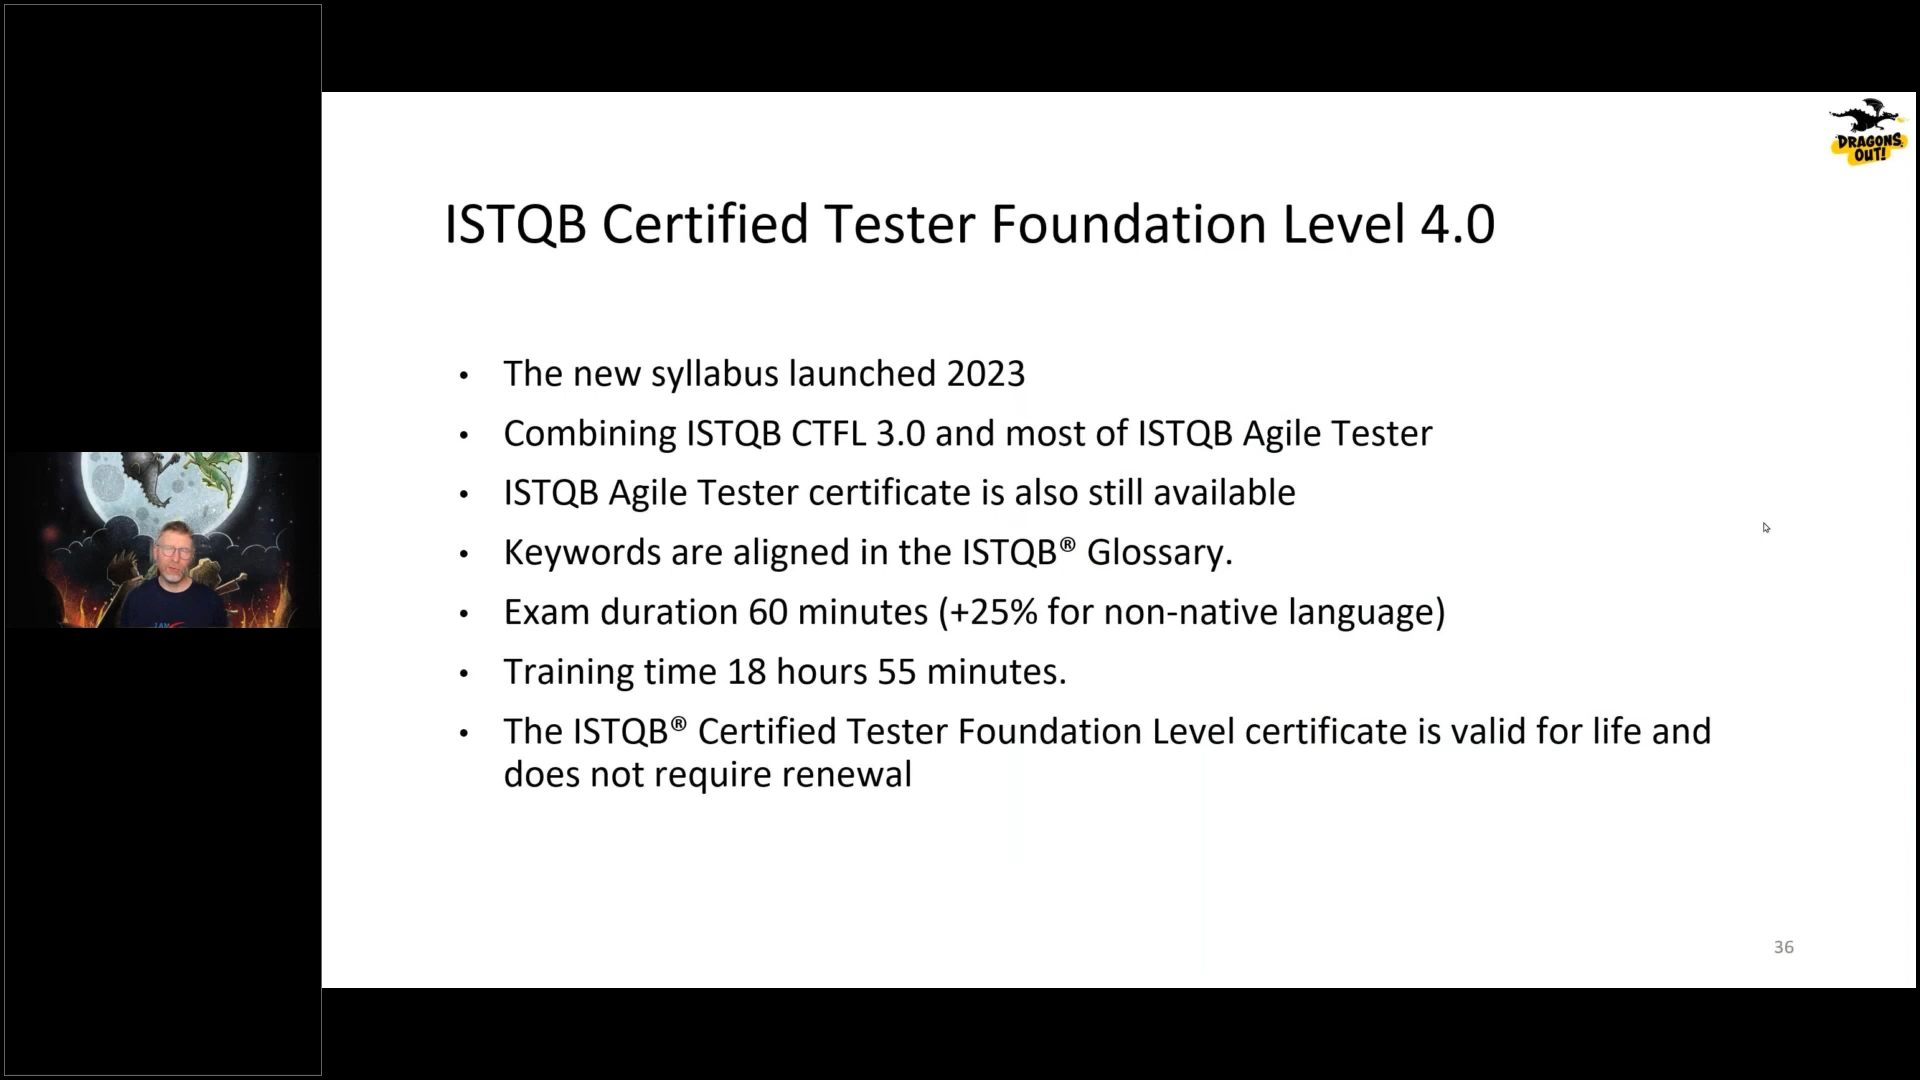 DRAGONS
OUT!
ISTQB Certified Tester Foundation Level 4.0
• The new syllabus launched 2023
• Combining ISTQB CTFL 3.0 and most of ISTQB Agile Tester
• ISTQB Agile Tester certificate is also still available
• Keywords are aligned in the ISTQB® Glossary.
• Exam duration 60 minutes (+25% for non-native language)
• Training time 18 hours 55 minutes.
• The ISTQB® Certified Tester Foundation Level certificate is valid for life and
does not require renewal
36
I AM